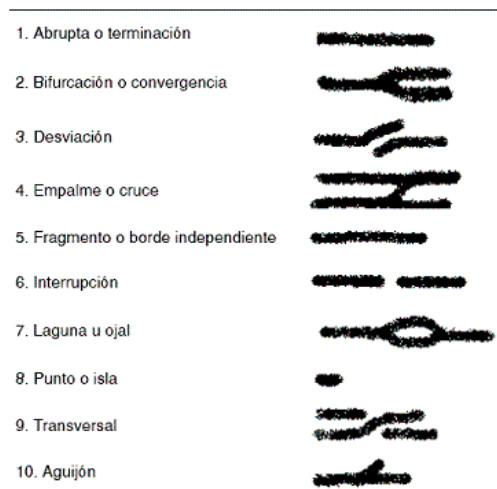 1. Abrupta o terminación
2. Bifurcación o convergencia
3. Desviación
4. Empalme o cruce
5. Fragmento o borde independiente
6. Interrupción
7. Laguna u ojal
8. Punto o isla
9. Transversal
10. Aguijón